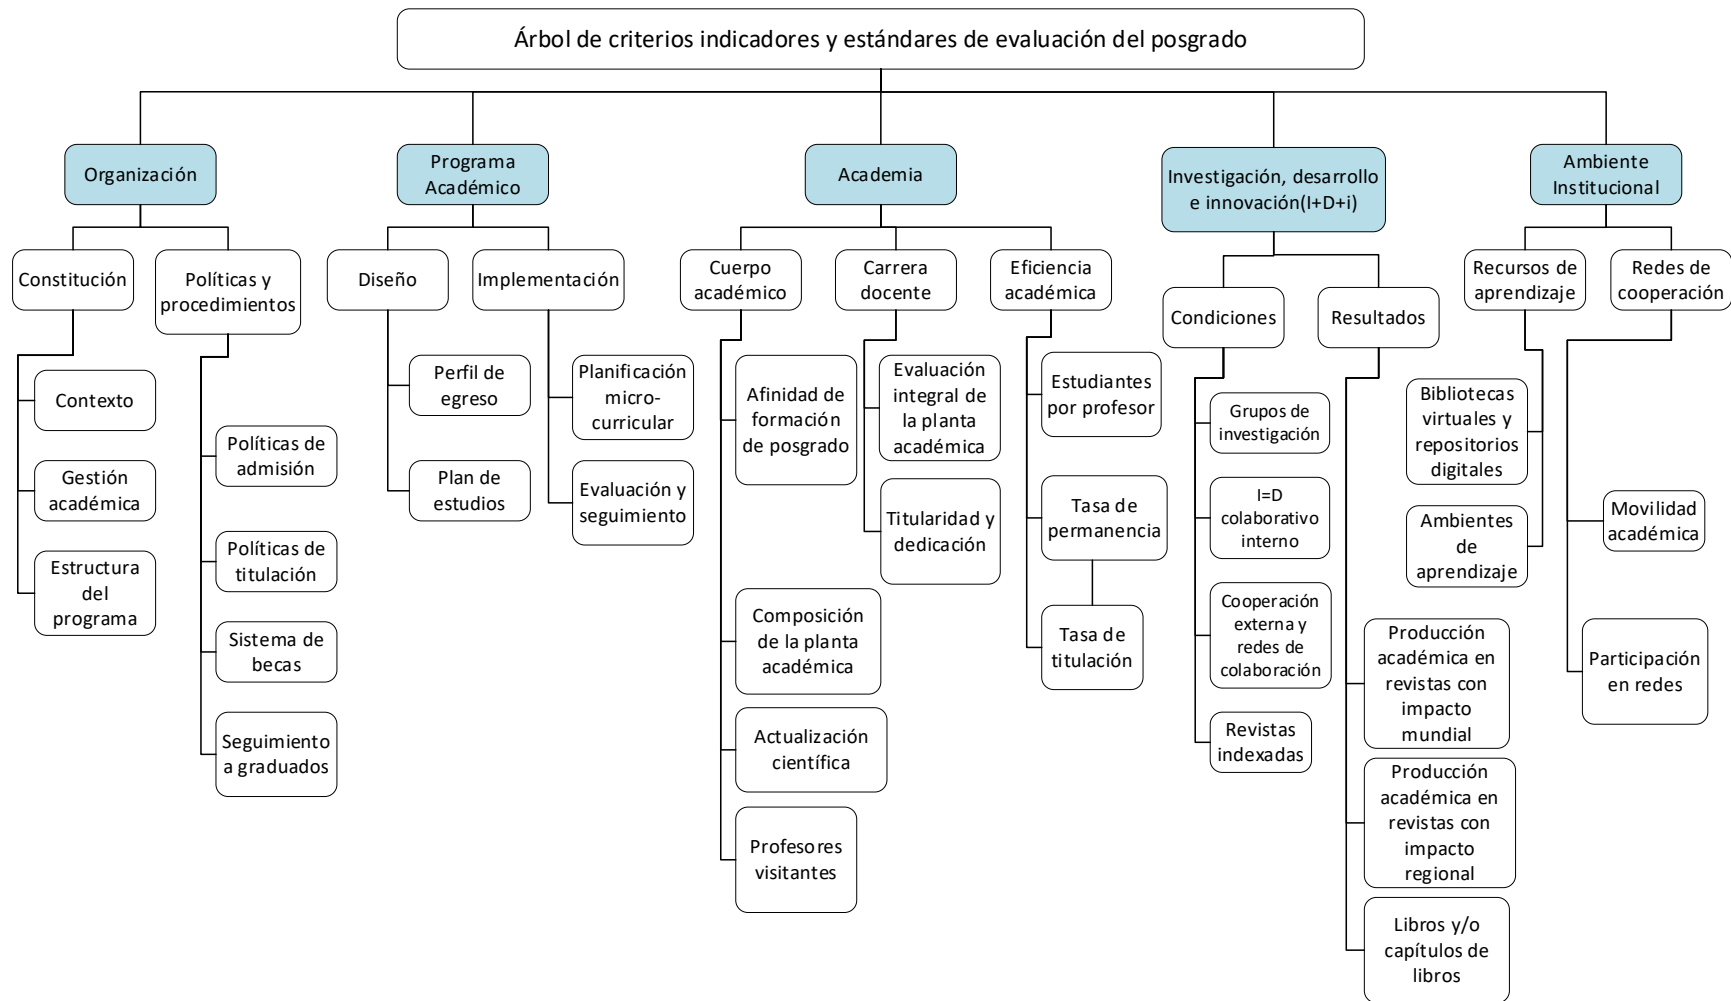 Árbol de criterios indicadores y estándares de evaluación del posgrado
Organización
Programa
Académico
Academia
Investigación, desarrollo
e innovación(I+D+i)
Ambiente
Institucional
Constitución
Políticas y
procedimientos
Diseño
Implementación
Cuerpo
académico
Carrera
docente
Eficiencia
académica
Condiciones
Resultados
Recursos de
aprendizaje
Redes de
cooperación
Contexto
Gestión
académica
Estructura
del
programa
Políticas de
admisión
Políticas de
titulación
Sistema de
becas
Seguimiento
a graduados
Perfil de
egreso
Plan de
estudios
Planificación
micro-
curricular
Evaluación y
seguimiento
Afinidad de
formación
de posgrado
Composición
de la planta
académica
Actualización
científica
Profesores
visitantes
Evaluación
integral de
la planta
académica
Titularidad y
dedicación
Estudiantes
por profesor
Tasa de
permanencia
Tasa de
titulación
Grupos de
investigación
I=D
colaborativo
interno
Cooperación
externa y
redes de
colaboración
Revistas
indexadas
Producción
académica en
revistas con
impacto
mundial
Producción
académica en
revistas con
impacto
regional
Libros y/o
capítulos de
libros
Bibliotecas
virtuales y
repositorios
digitales
Ambientes
de
aprendizaje
Movilidad
académica
Participación
en redes